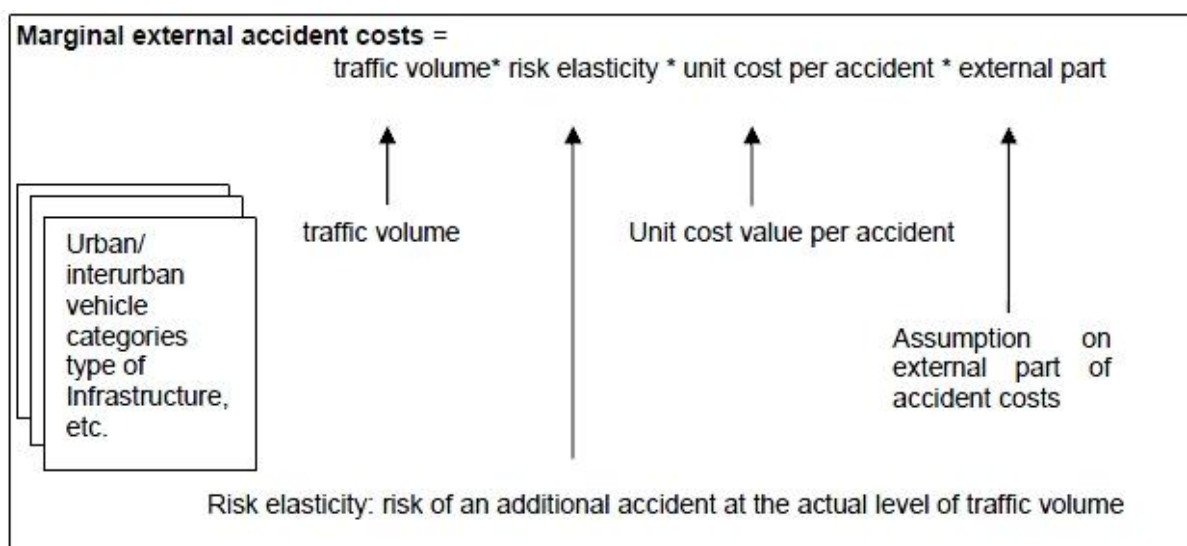 Marginal external accident costs =
traffic volume* risk elasticity * unit cost per accident * external part
traffic volume
Unit cost value per accident
Urban/
interurban
vehicle
categories
type of
Infrastructure,
etc.
Assumption on
external part of
accident costs
Risk elasticity: risk of an additional accident at the actual level of traffic volume